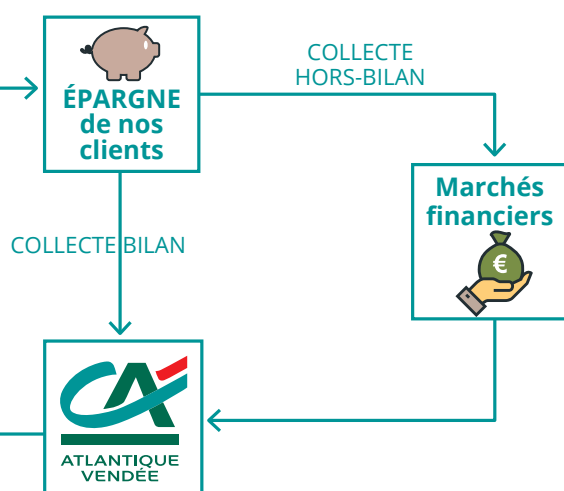 COLLECTE
HORS-BILAN
ÉPARGNE
de nos
clients
Marchés
financiers
€
COLLECTE BILAN
CA
ATLANTIQUE
VENDÉE